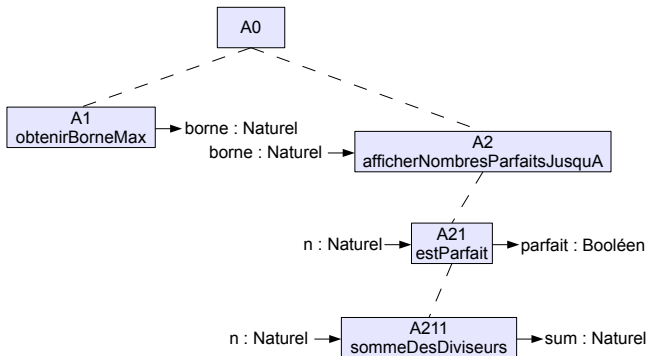 A0
A1
obtenirBorneMax
borne : Naturel
borne : Naturel
A2
afficherNombresParfaitsJusquA
n : Naturel
A21
estParfait
parfait : Booléen
n : Naturel
A211
sommeDesDiviseurs
sum : Naturel